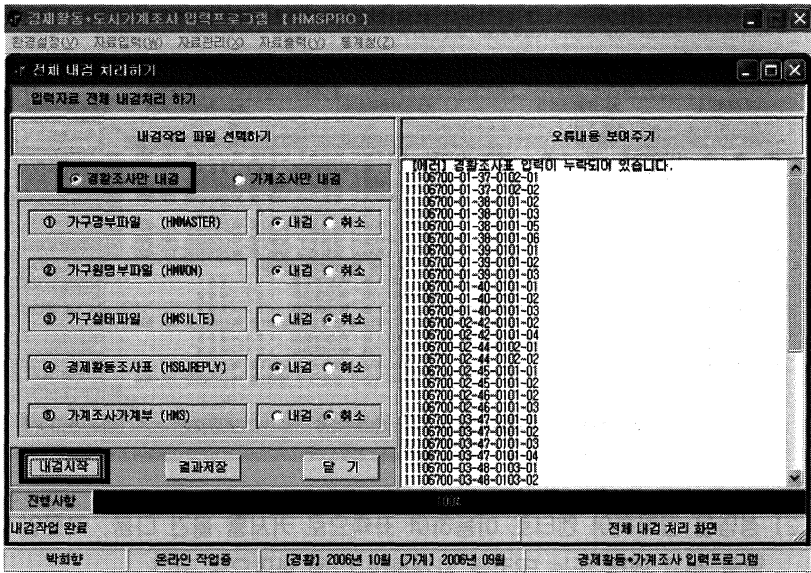 경제활동·도시가계조사 입력프로그램 【HMSPRO】
환경설정(V) 자료입력(W) 자료관리(X) 자료출력(Y) 통계청(Z)
전체 내검 처리하기
입력자료 전체 내검처리 하기
내검작업 파일 선택하기
경활조사만 내검 가계조사만 내검
① 가구명부파일 (HMMASTER) 내검 취소
② 가구원명부파일 (HMWON) 내검 취소
③ 가구실태파일 (HMSILTE) 내검 취소
④ 경제활동조사표 (HSBJREPLY) 내검 취소
⑤ 가계조사가계부 (HMS) 내검 취소
내검시작 결과저장 닫 기
오류내용 보여주기
[에러] 경활조사표 입력이 누락되어 있습니다.
11106700-01-37-0102-01
11106700-01-37-0102-02
11106700-01-38-0101-02
11106700-01-38-0101-03
11106700-01-38-0101-05
11106700-01-38-0101-06
11106700-01-39-0101-01
11106700-01-39-0101-02
11106700-01-39-0101-03
11106700-01-40-0101-01
11106700-01-40-0101-02
11106700-01-40-0101-03
11106700-02-42-0101-02
11106700-02-42-0101-04
11106700-02-44-0102-01
11106700-02-44-0102-02
11106700-02-45-0101-01
11106700-02-45-0101-02
11106700-02-46-0101-02
11106700-02-46-0101-03
11106700-03-47-0101-01
11106700-03-47-0101-02
11106700-03-47-0101-03
11106700-03-47-0101-04
11106700-03-48-0103-01
11106700-03-48-0103-02
진행사항 100%
내검작업 완료 전체 내검 처리 화면
박희향 온라인 작업중 [경활] 2006년 10월 [가계] 2006년 09월 경제활동·가계조사 입력프로그램